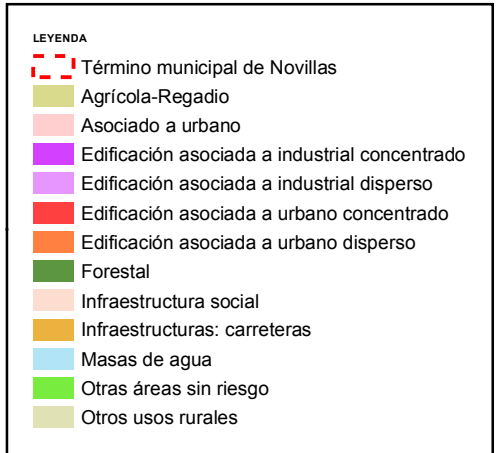 LEYENDA
Término municipal de Novillas
Agrícola-Regadio
Asociado a urbano
Edificación asociada a industrial concentrado
Edificación asociada a industrial disperso
Edificación asociada a urbano concentrado
Edificación asociada a urbano disperso
Forestal
Infraestructura social
Infraestructuras: carreteras
Masas de agua
Otras áreas sin riesgo
Otros usos rurales